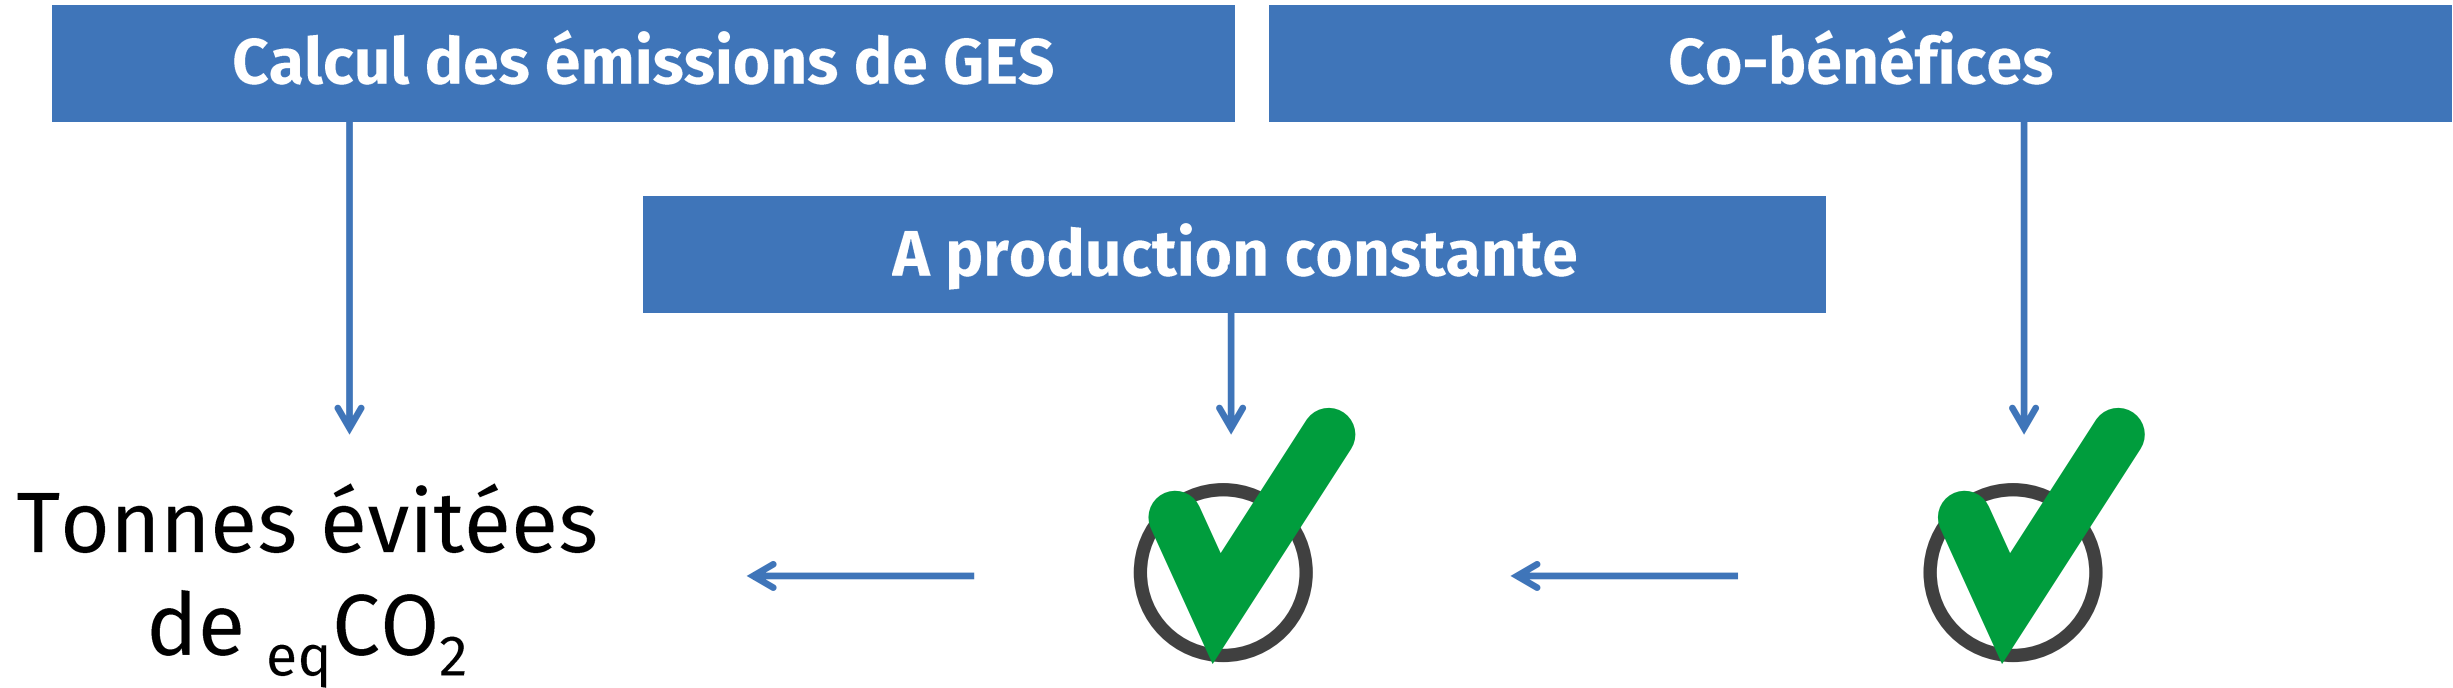 Calcul des émissions de GES
Co-bénéfices
A production constante
Tonnes évitées
de eqCO2